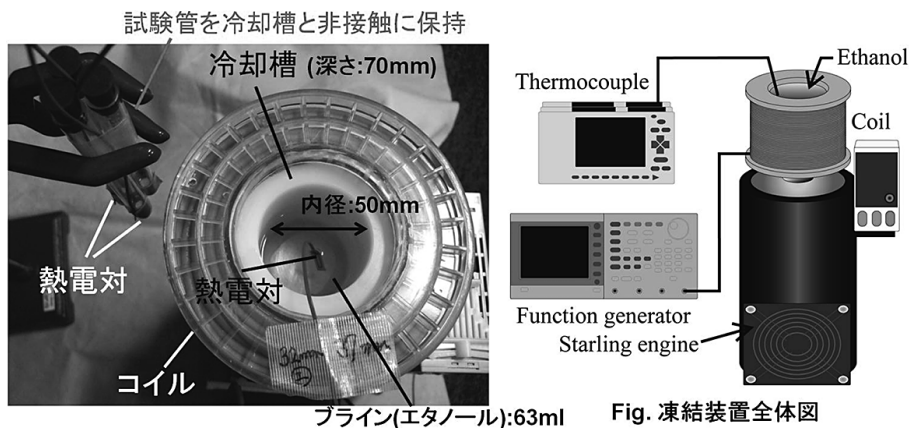 試験管を冷却槽と非接触に保持
冷却槽 (深さ:70mm)
内径:50mm
熱電対
熱電対
コイル
ブライン(エタノール):63ml
Ethanol
Thermocouple
Coil
Function generator
Starling engine
Fig. 凍結装置全体図